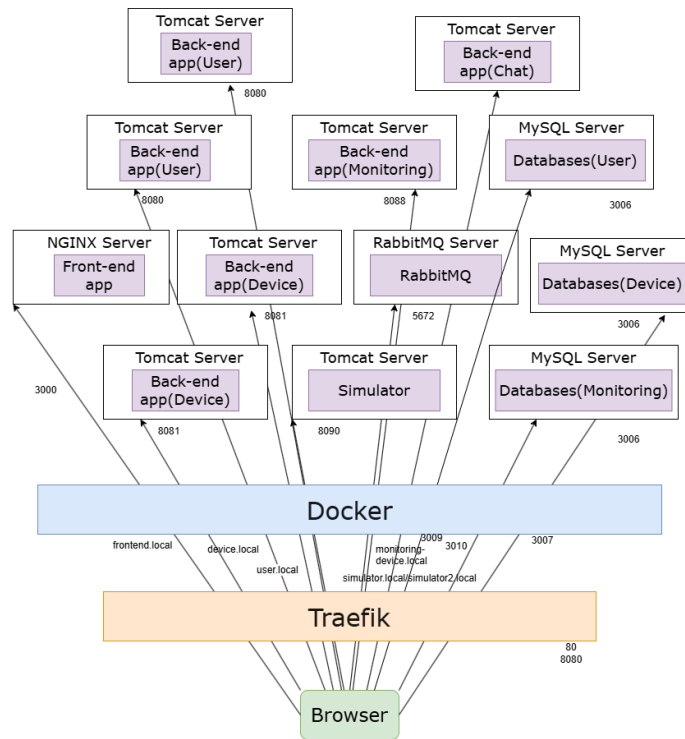 Tomcat Server
Back-end
app(User)
8080
Tomcat Server
Back-end
app(Chat)
Tomcat Server
Back-end
app(User)
8080
Tomcat Server
Back-end
app(Monitoring)
8088
MySQL Server
Databases(User)
3006
NGINX Server
Front-end
app
3000
Tomcat Server
Back-end
app(Device)
8081
RabbitMQ Server
RabbitMQ
5672
MySQL Server
Databases(Device)
3006
Tomcat Server
Back-end
app(Device)
8081
Tomcat Server
Simulator
8090
MySQL Server
Databases(Monitoring)
3006
Docker
frontend.local
device.local
user.local
monitoring-
device.local
simulator.local/simulator2.local
3009
3010
3007
Traefik
80
8080
Browser